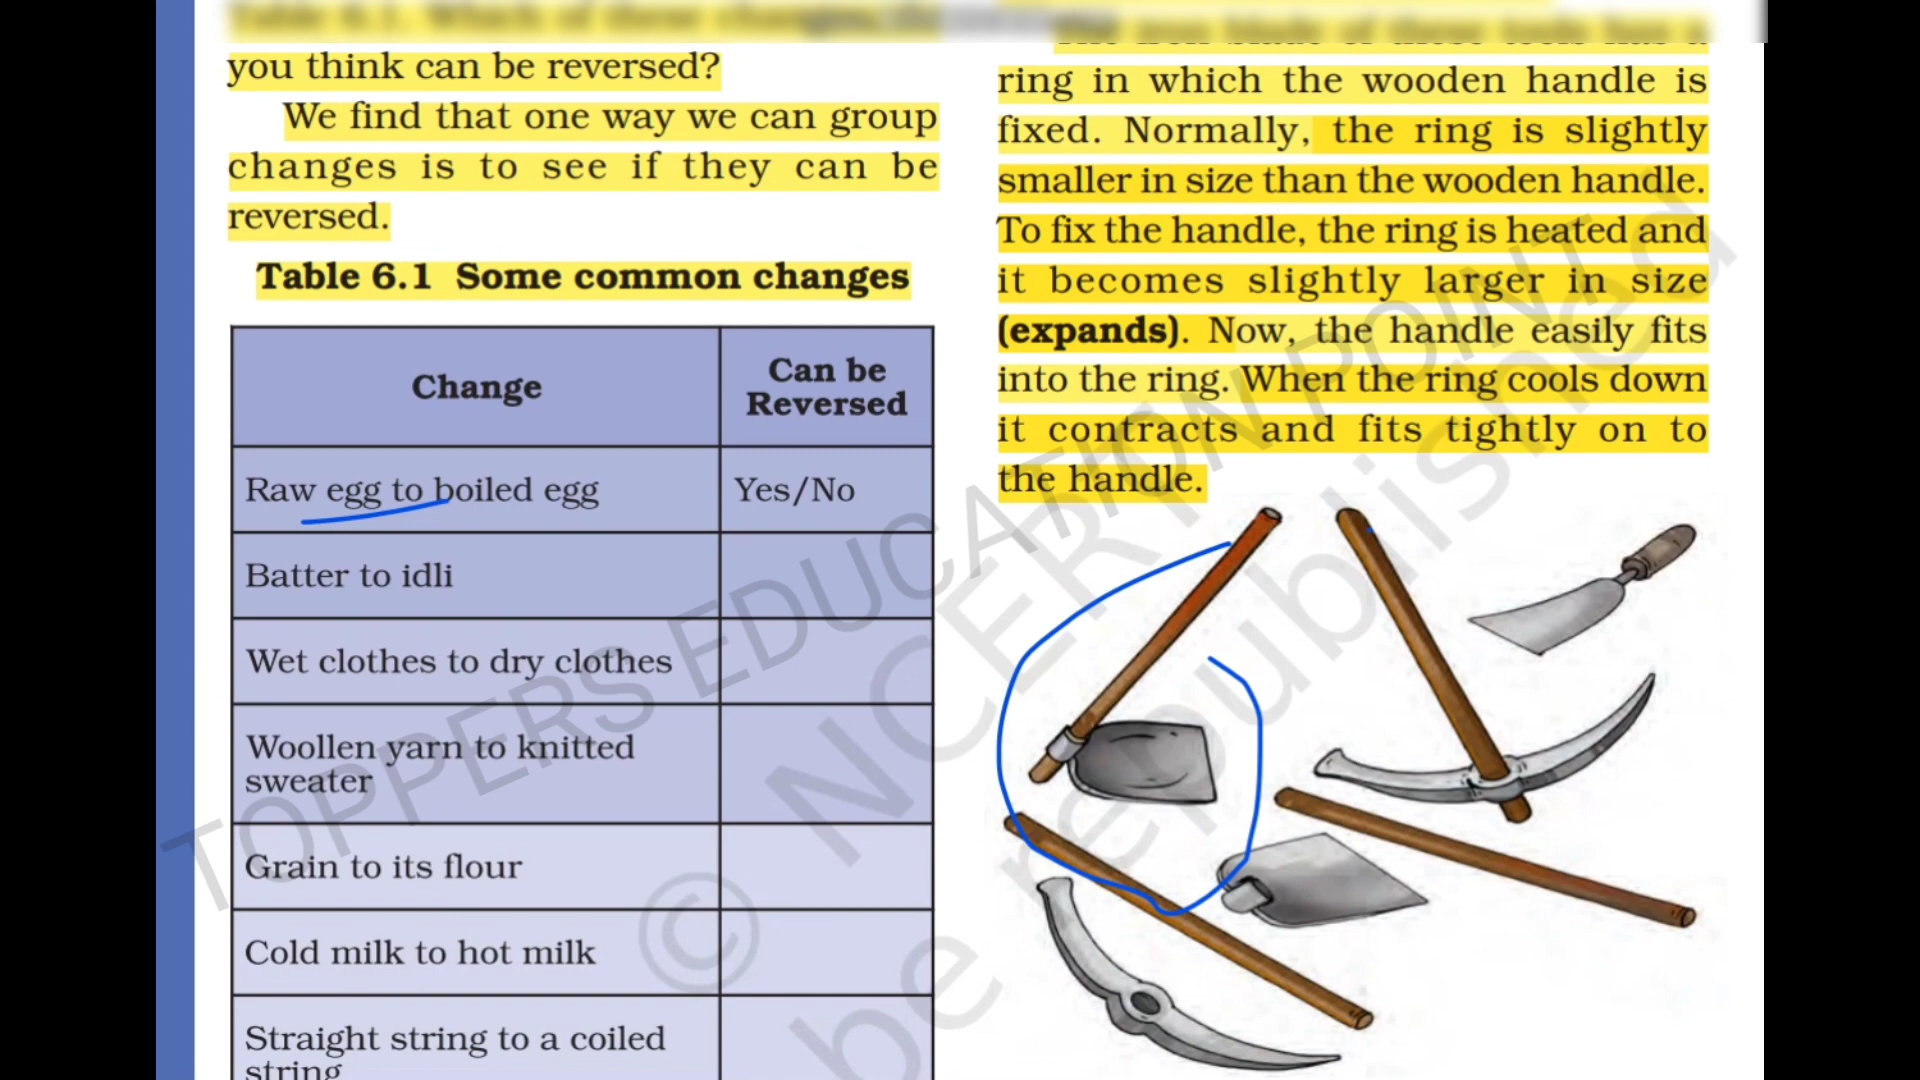 you think can be reversed?
We find that one way we can group
changes is to see if they can be
reversed.
Table 6.1 Some common changes
Change
Can be
Reversed
Raw egg to boiled egg
Yes/No
Batter to idli
Wet clothes to dry clothes
Woollen yarn to knitted
sweater
Grain to its flour
Cold milk to hot milk
Straight string to a coiled
string
ring in which the wooden handle is
fixed. Normally, the ring is slightly
smaller in size than the wooden handle.
To fix the handle, the ring is heated and
it becomes slightly larger in size
(expands). Now, the handle easily fits
into the ring. When the ring cools down
it contracts and fits tightly on to
the handle.
TOPPERS EDUCATION POINT
© NCERT
be republished